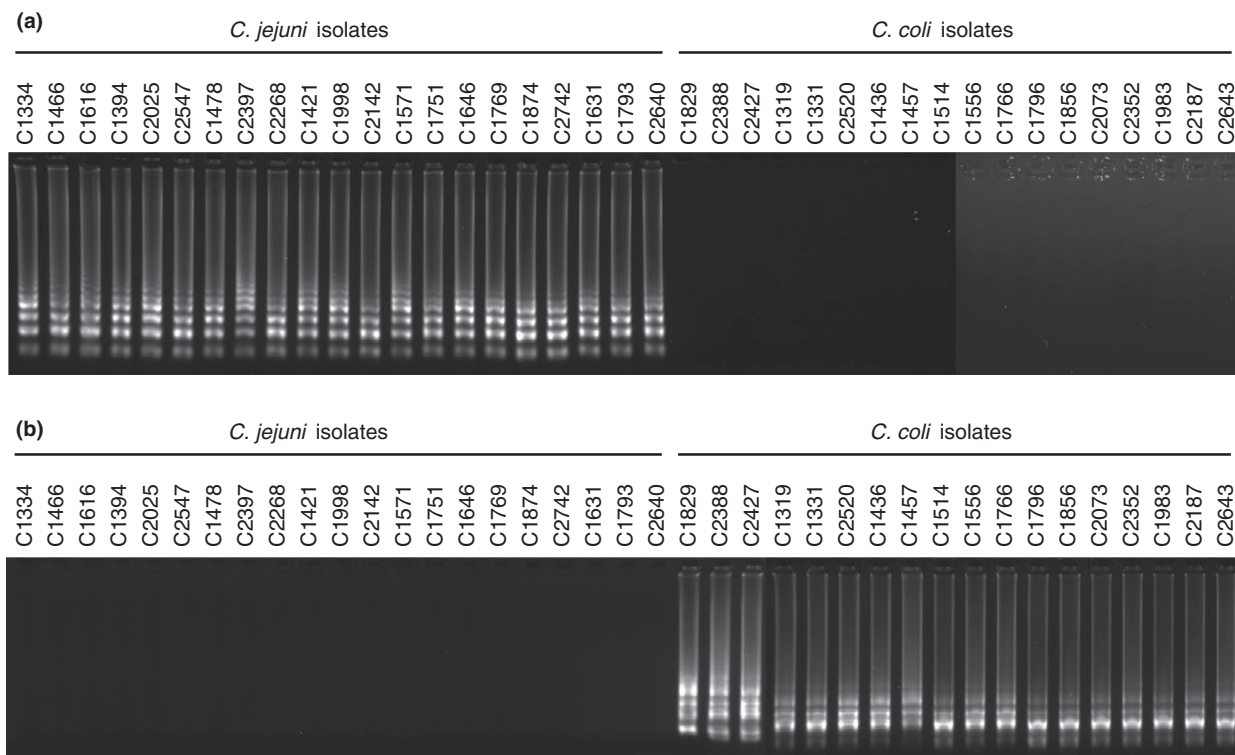 (a)
C. jejuni isolates
C. coli isolates
C1334 C1466 C1616 C1394 C2025 C2547 C1478 C2397 C2268 C1421 C1998 C2142 C1571 C1751 C1646 C1769 C1874 C2742 C1631 C1793 C2640 C1829 C2388 C2427 C1319 C1331 C2520 C1436 C1457 C1514 C1556 C1766 C1796 C1856 C2073 C2352 C1983 C2187 C2643
(b)
C. jejuni isolates
C. coli isolates
C1334 C1466 C1616 C1394 C2025 C2547 C1478 C2397 C2268 C1421 C1998 C2142 C1571 C1751 C1646 C1769 C1874 C2742 C1631 C1793 C2640 C1829 C2388 C2427 C1319 C1331 C2520 C1436 C1457 C1514 C1556 C1766 C1796 C1856 C2073 C2352 C1983 C2187 C2643